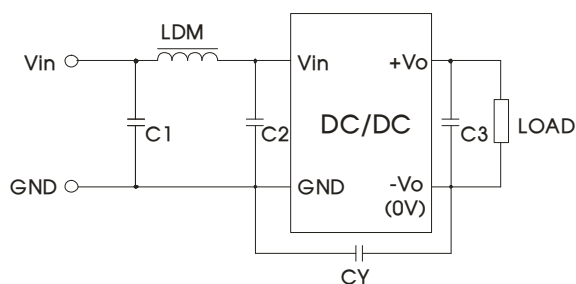 LDM
Vin
Vin
+Vo
C1
C2
DC/DC
C3
LOAD
GND
GND
-Vo
(0V)
CY